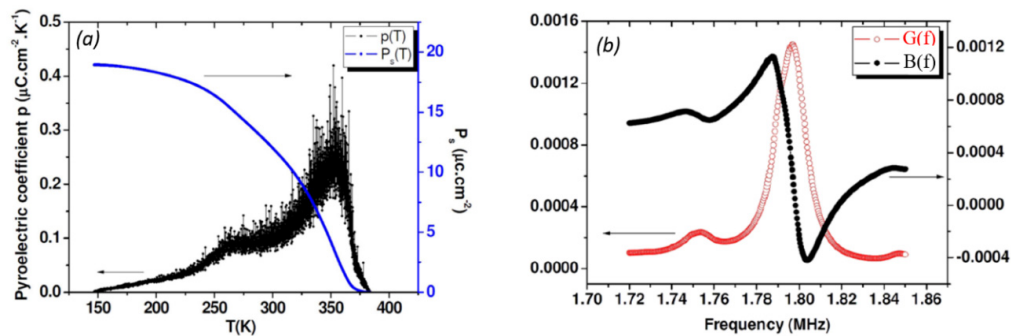 (a)
p(T)
P_s(T)
Pyroelectric coefficient p (μC.cm⁻².K⁻¹)
0.5
0.4
0.3
0.2
0.1
0.0
20
15
10
5
0
P_s (μc.cm⁻²)
150 200 250 300 350 400
T(K)
(b)
G(f)
B(f)
0.0016
0.0012
0.0008
0.0004
0.0000
0.0012
0.0008
0.0004
0.0000
-0.0004
1.70 1.72 1.74 1.76 1.78 1.80 1.82 1.84 1.86
Frequency (MHz)